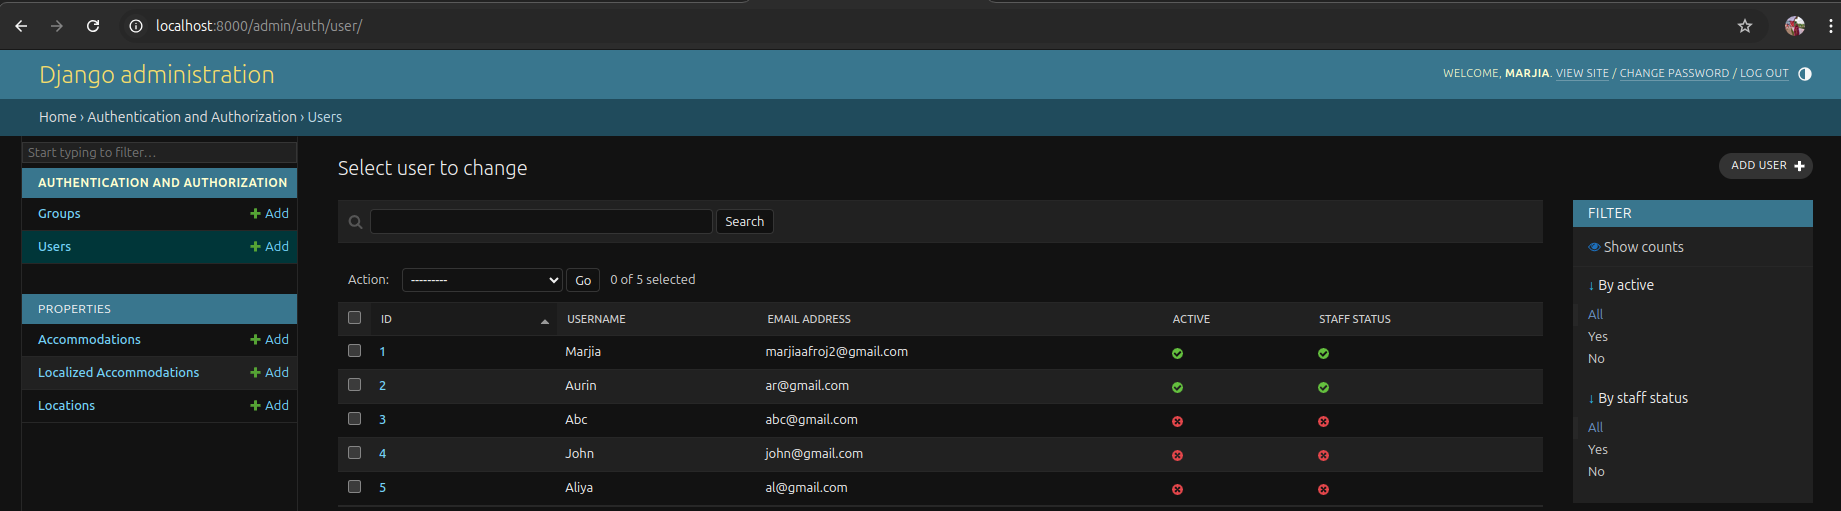 localhost:8000/admin/auth/user/
Django administration
WELCOME, MARJIA. VIEW SITE / CHANGE PASSWORD / LOG OUT
Home › Authentication and Authorization › Users
Start typing to filter...
AUTHENTICATION AND AUTHORIZATION
Groups + Add
Users + Add
PROPERTIES
Accommodations + Add
Localized Accommodations + Add
Locations + Add
Select user to change
ADD USER +
Search
Action: --------- Go 0 of 5 selected
ID USERNAME EMAIL ADDRESS ACTIVE STAFF STATUS
1 Marjia marjiaafroj2@gmail.com
2 Aurin ar@gmail.com
3 Abc abc@gmail.com
4 John john@gmail.com
5 Aliya al@gmail.com
FILTER
Show counts
↓ By active
All
Yes
No
↓ By staff status
All
Yes
No